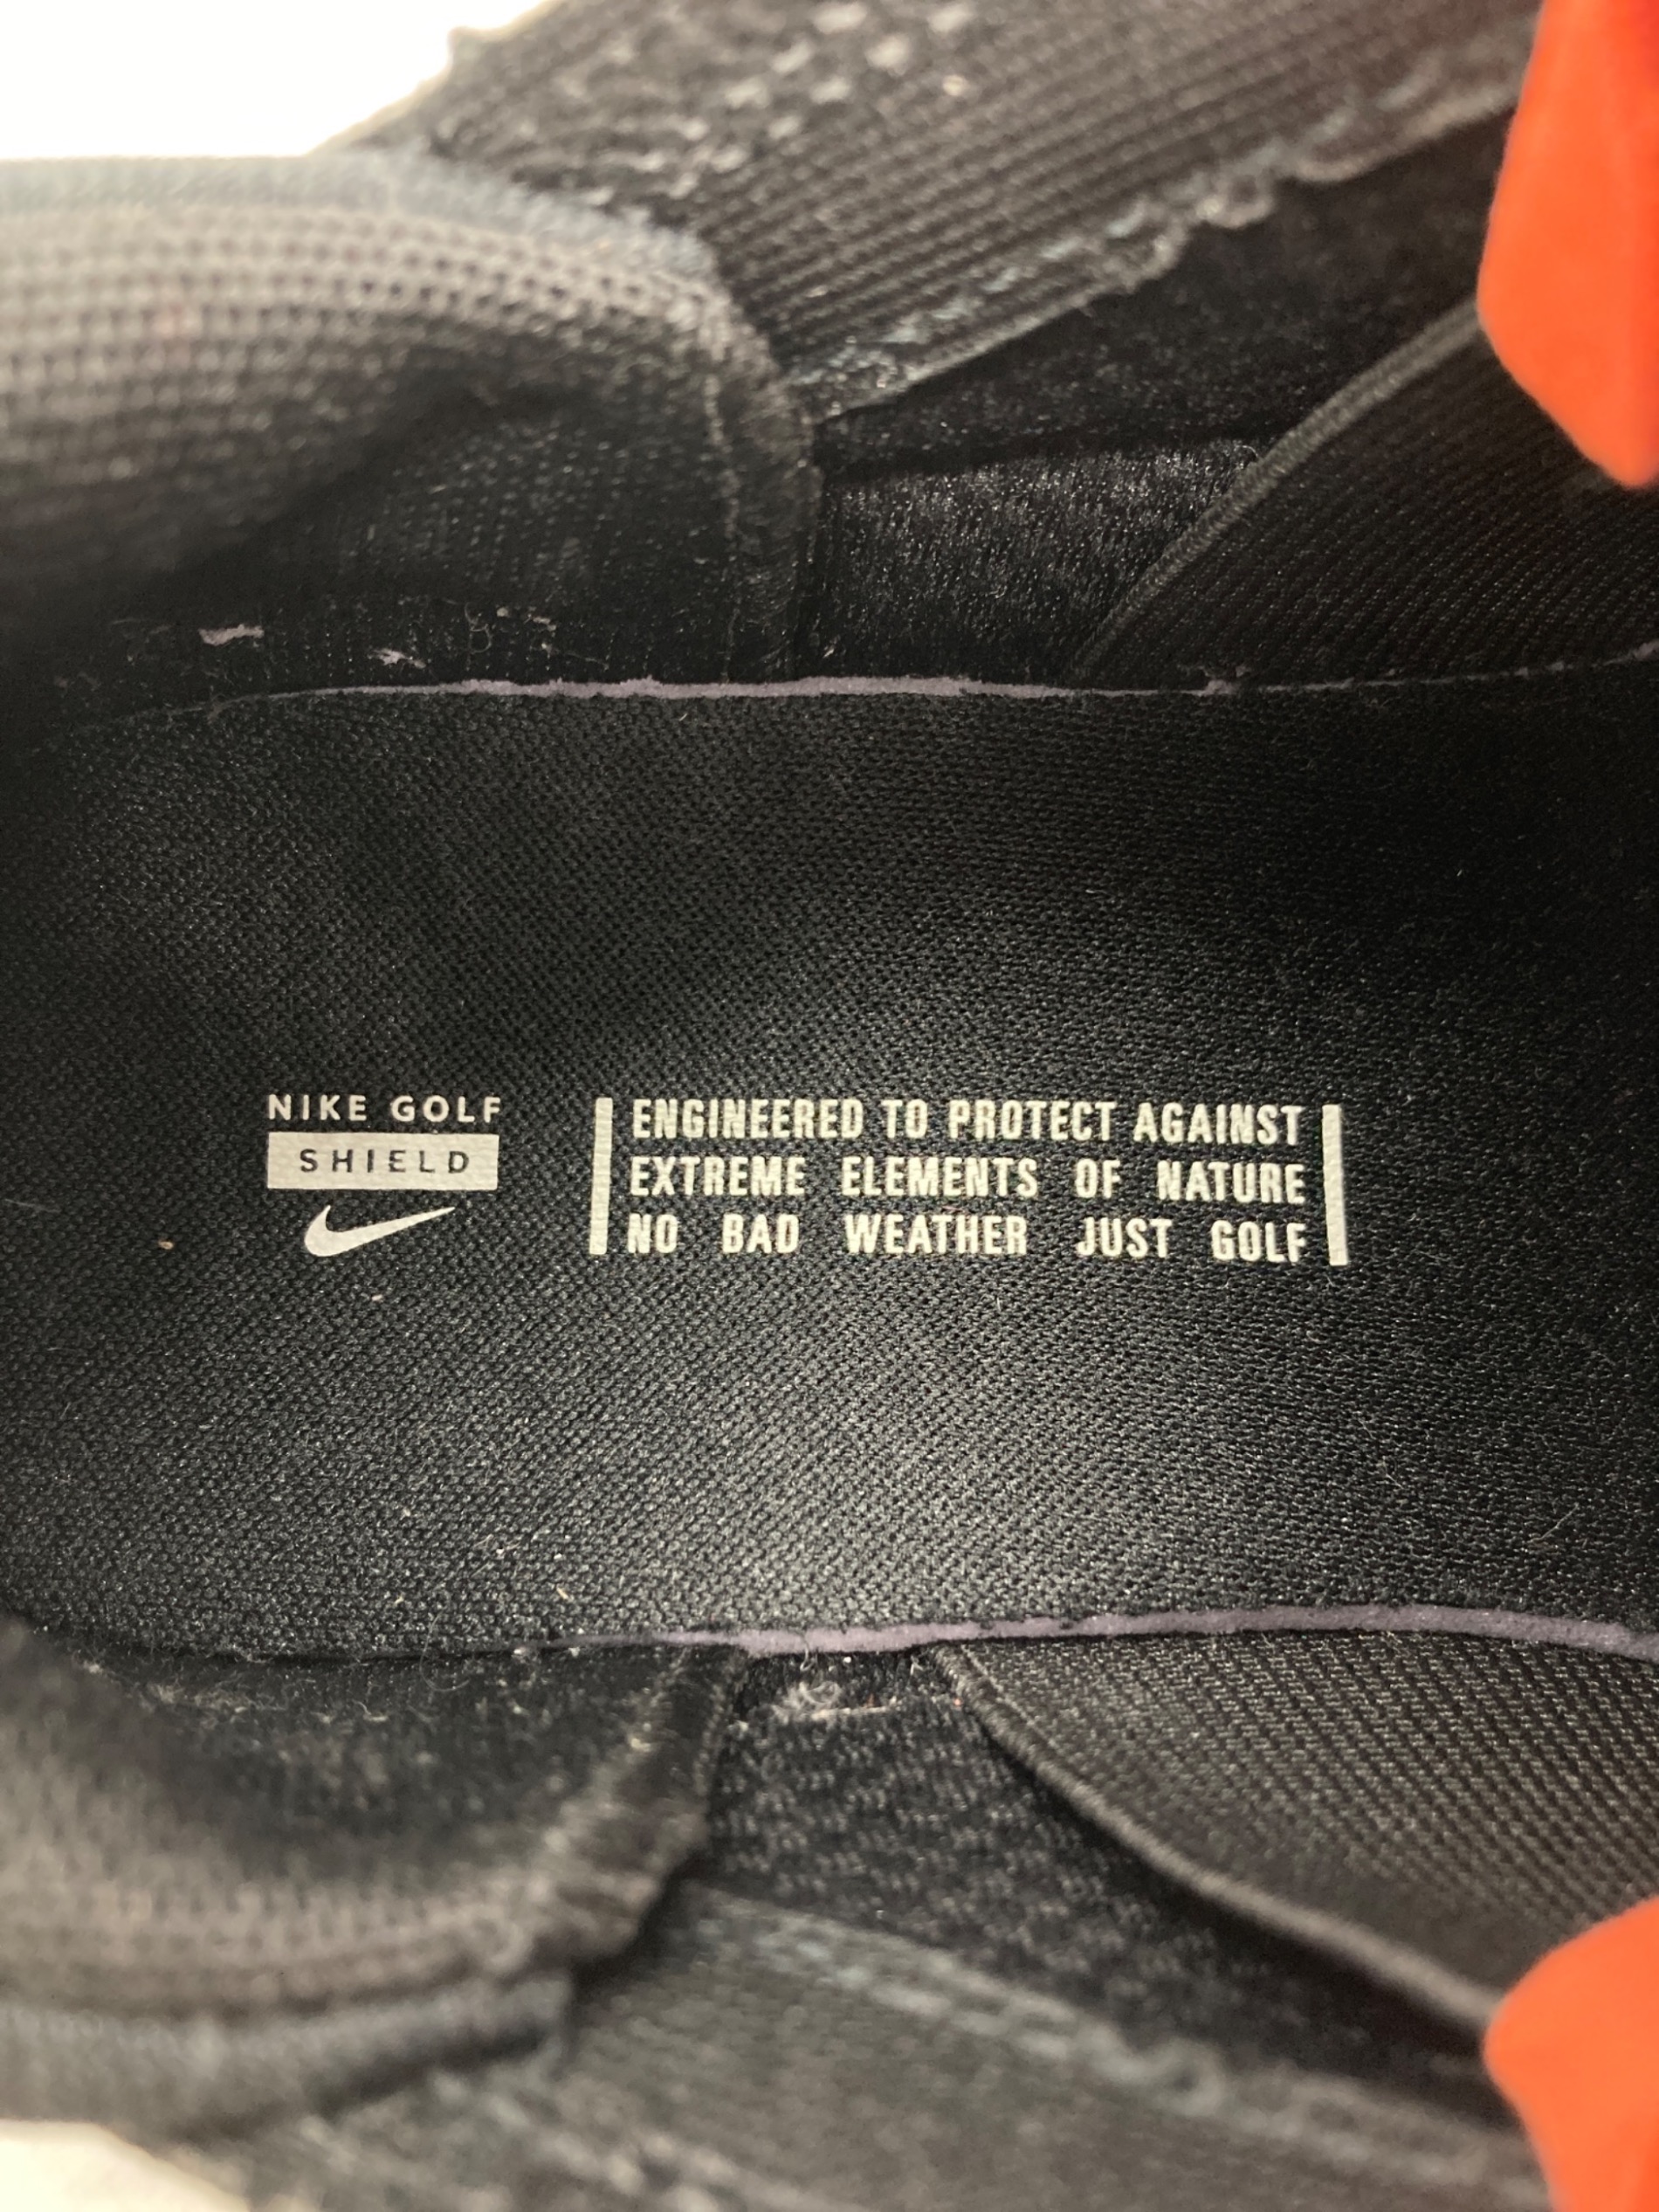 NIKE GOLF
SHIELD
ENGINEERED TO PROTECT AGAINST
EXTREME ELEMENTS OF NATURE
NO BAD WEATHER JUST GOLF